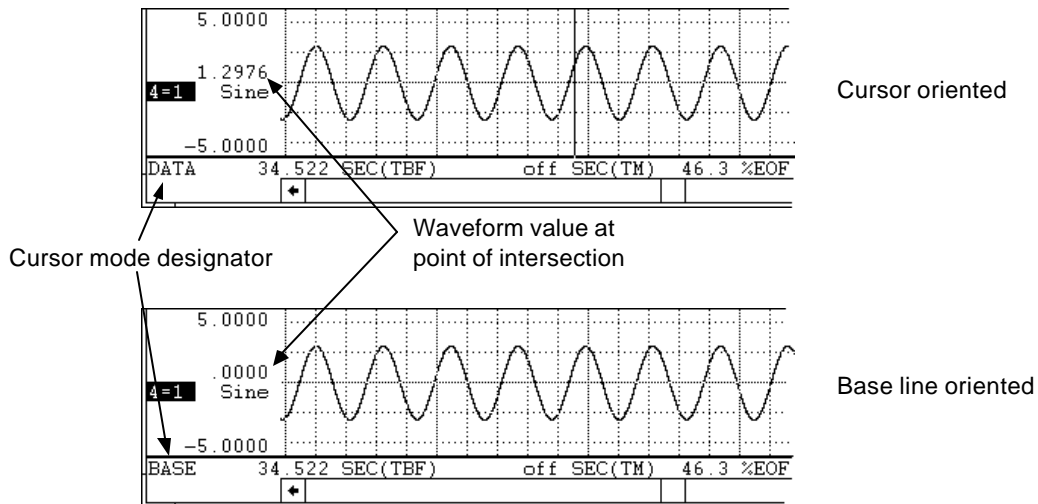 5.0000
1.2976
Cursor oriented
4=1 Sine
-5.0000
DATA 34.522 SEC(TBF) off SEC(TM) 46.3 %EOF
Waveform value at
point of intersection
Cursor mode designator
5.0000
.0000
Base line oriented
4=1 Sine
-5.0000
BASE 34.522 SEC(TBF) off SEC(TM) 46.3 %EOF